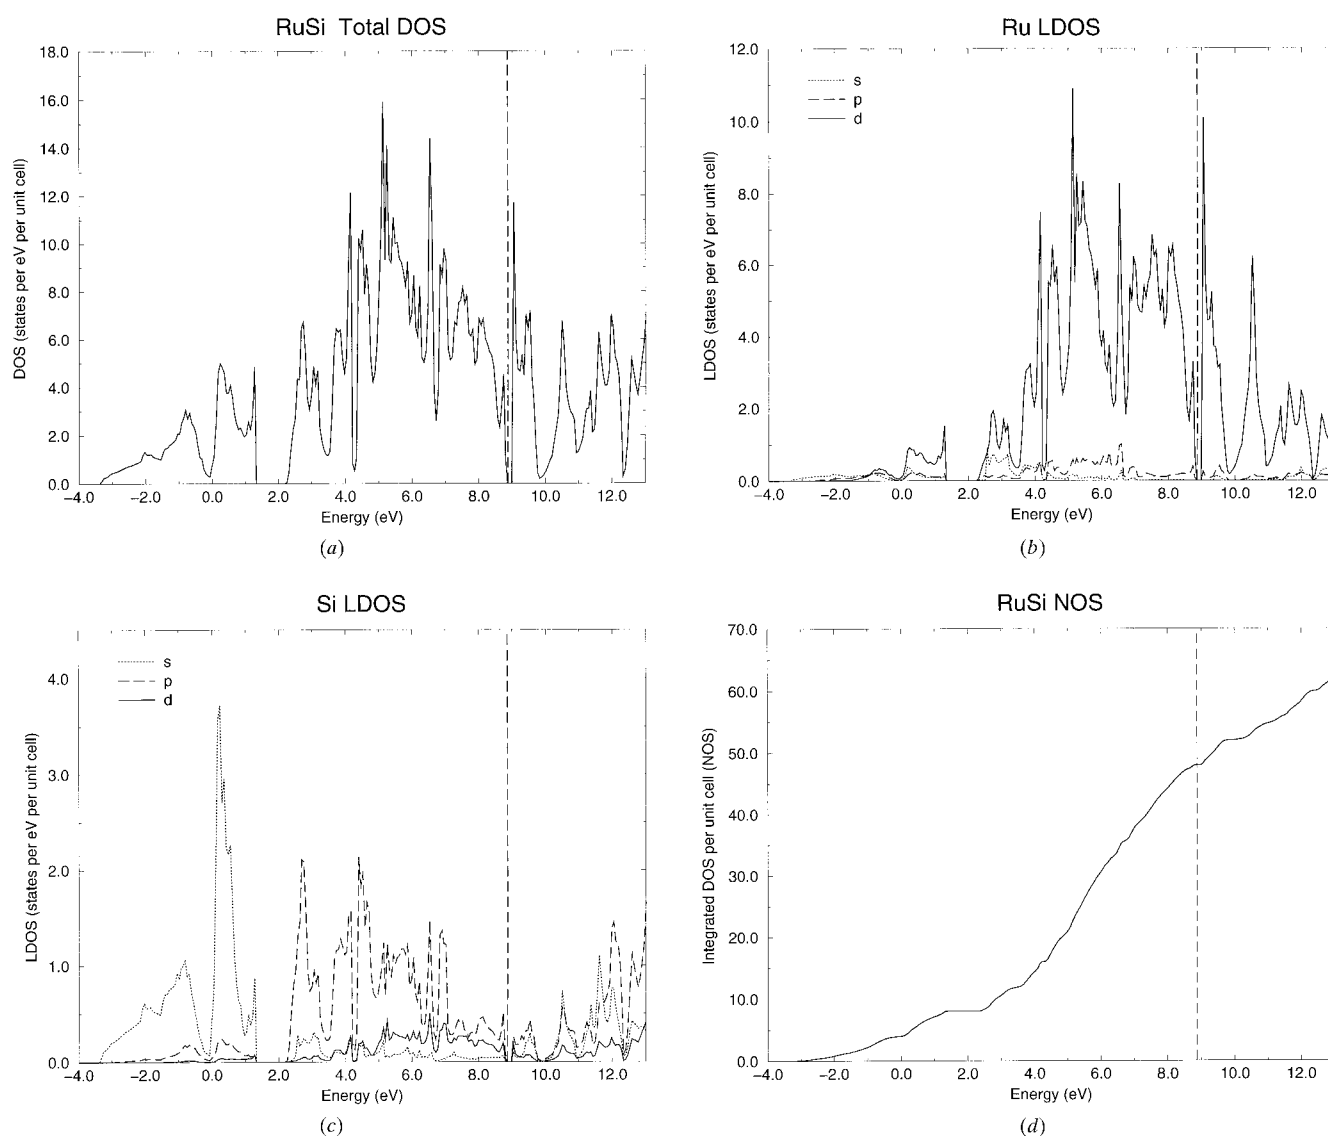 RuSi Total DOS
18.0
16.0
14.0
12.0
10.0
8.0
6.0
4.0
2.0
0.0
DOS (states per eV per unit cell)
−4.0 −2.0 0.0 2.0 4.0 6.0 8.0 10.0 12.0
Energy (eV)
(a)
Ru LDOS
s
p
d
12.0
10.0
8.0
6.0
4.0
2.0
0.0
LDOS (states per eV per unit cell)
−4.0 −2.0 0.0 2.0 4.0 6.0 8.0 10.0 12.0
Energy (eV)
(b)
Si LDOS
s
p
d
4.0
3.0
2.0
1.0
0.0
LDOS (states per eV per unit cell)
−4.0 −2.0 0.0 2.0 4.0 6.0 8.0 10.0 12.0
Energy (eV)
(c)
RuSi NOS
70.0
60.0
50.0
40.0
30.0
20.0
10.0
0.0
Integrated DOS per unit cell (NOS)
−4.0 −2.0 0.0 2.0 4.0 6.0 8.0 10.0 12.0
Energy (eV)
(d)